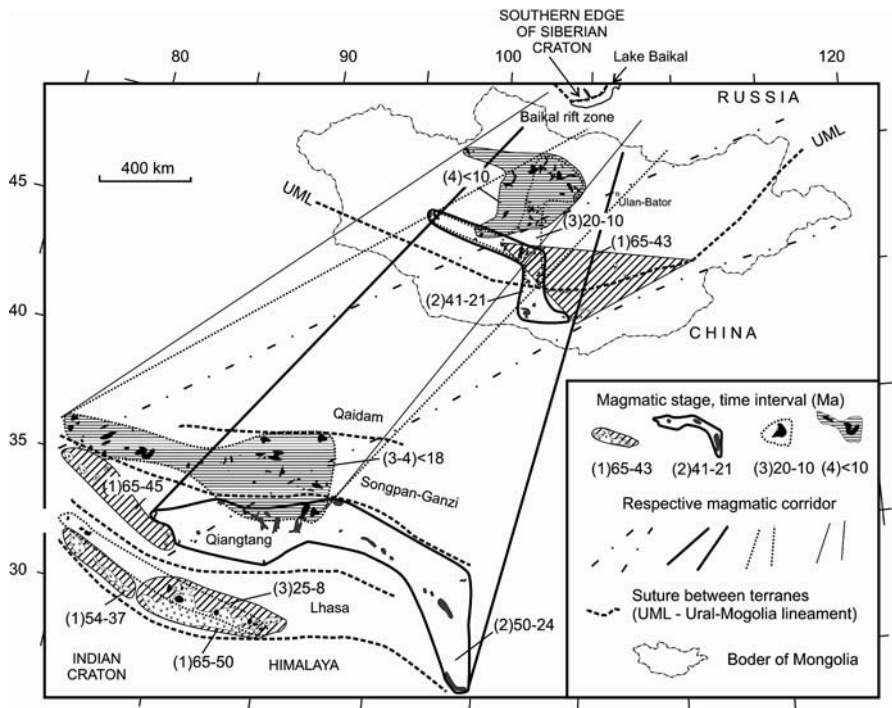 SOUTHERN EDGE
OF SIBERIAN
CRATON
Lake Baikal
80
90
100
110
120
RUSSIA
Baikal rift zone
400 km
UML
UML
45
(4)<10
Ulan-Bator
(3)20-10
(1)65-43
(2)41-21
40
CHINA
Qaidam
35
(3-4)<18
(1)65-45
Songpan-Ganzi
Qiangtang
30
(3)25-8
Lhasa
(1)54-37
(2)50-24
(1)65-50
INDIAN
CRATON
HIMALAYA
Magmatic stage, time interval (Ma)
(1)65-43
(2)41-21
(3)20-10
(4)<10
Respective magmatic corridor
Suture between terranes
(UML - Ural-Mogolia lineament)
Boder of Mongolia